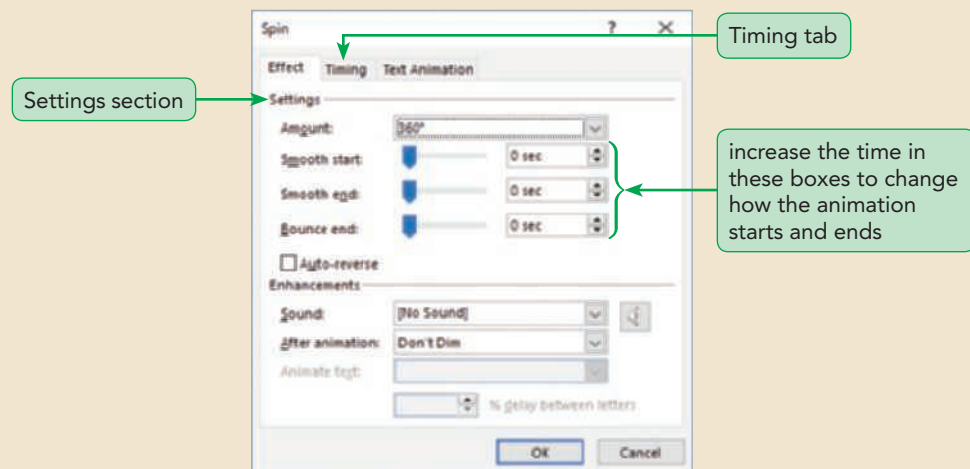 Spin ? ×
Timing tab
Effect Timing Text Animation
Settings section
Settings
Amount: 360°
Smooth start: 0 sec
Smooth end: 0 sec
Bounce end: 0 sec
increase the time in
these boxes to change
how the animation
starts and ends
Auto-reverse
Enhancements
Sound: [No Sound]
After animation: Don't Dim
Animate text:
% delay between letters
OK Cancel